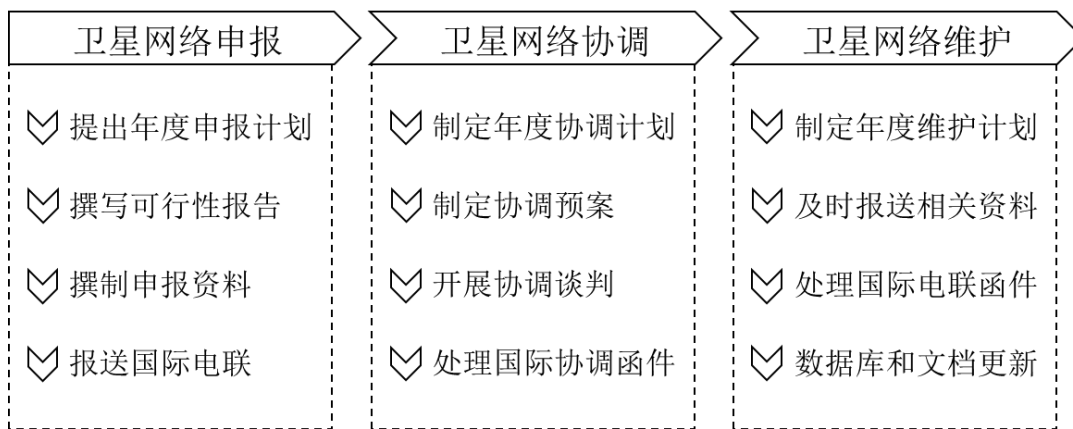 卫星网络申报
提出年度申报计划
撰写可行性报告
撰制申报资料
报送国际电联
卫星网络协调
制定年度协调计划
制定协调预案
开展协调谈判
处理国际协调函件
卫星网络维护
制定年度维护计划
及时报送相关资料
处理国际电联函件
数据库和文档更新